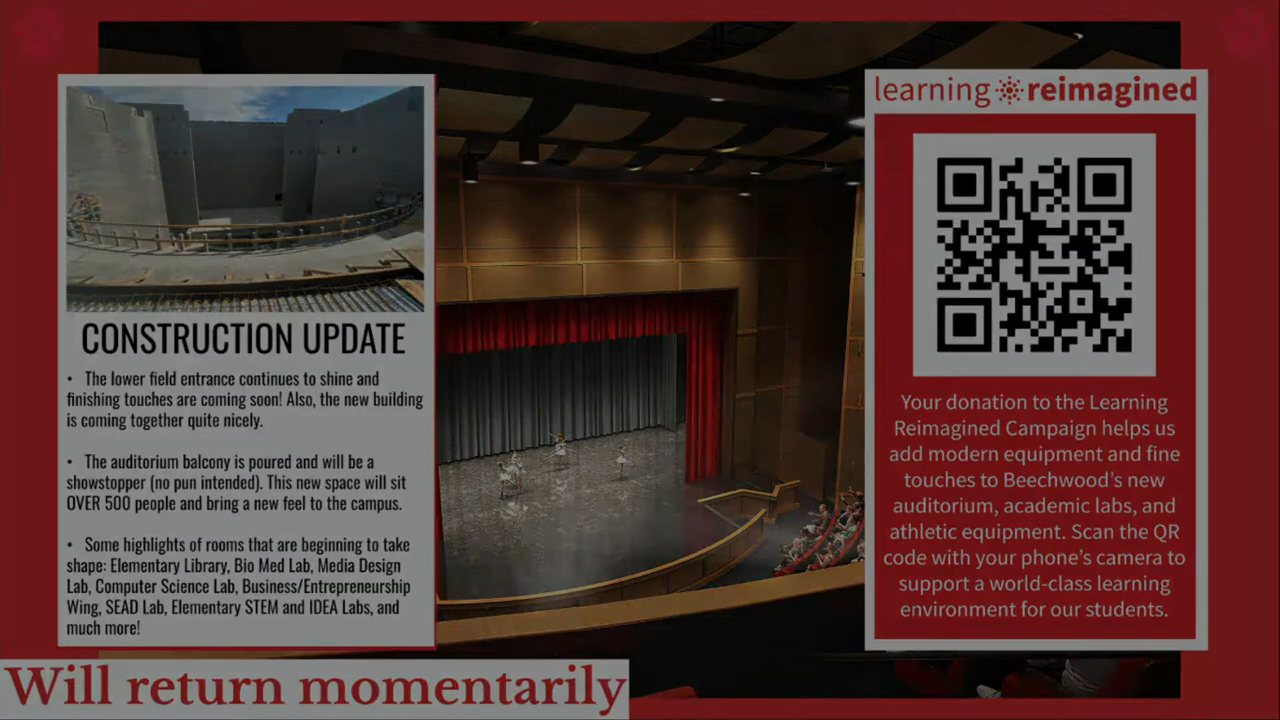 CONSTRUCTION UPDATE
• The lower field entrance continues to shine and
finishing touches are coming soon! Also, the new building
is coming together quite nicely.
• The auditorium balcony is poured and will be a
showstopper (no pun intended). This new space will sit
OVER 500 people and bring a new feel to the campus.
• Some highlights of rooms that are beginning to take
shape: Elementary Library, Bio Med Lab, Media Design
Lab, Computer Science Lab, Business/Entrepreneurship
Wing, SEAD Lab, Elementary STEM and IDEA Labs, and
much more!
learning reimagined
Your donation to the Learning
Reimagined Campaign helps us
add modern equipment and fine
touches to Beechwood's new
auditorium, academic labs, and
athletic equipment. Scan the QR
code with your phone's camera to
support a world-class learning
environment for our students.
Will return momentarily